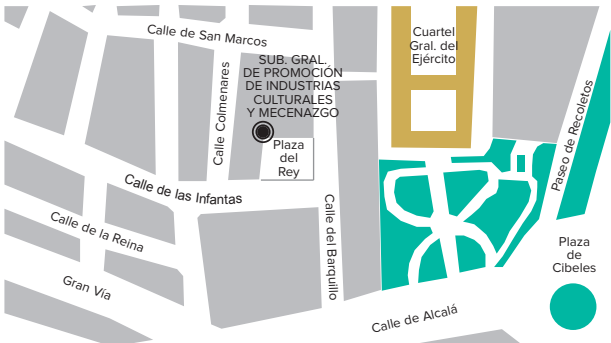 Calle de San Marcos
Cuartel
Gral. del
Ejército
SUB. GRAL.
DE PROMOCIÓN
DE INDUSTRIAS
CULTURALES
Y MECENAZGO
Calle Colmenares
Plaza
del
Rey
Paseo de Recoletos
Calle de las Infantas
Calle de la Reina
Calle del Barquillo
Plaza
de
Cibeles
Gran Via
Calle de Alcalá